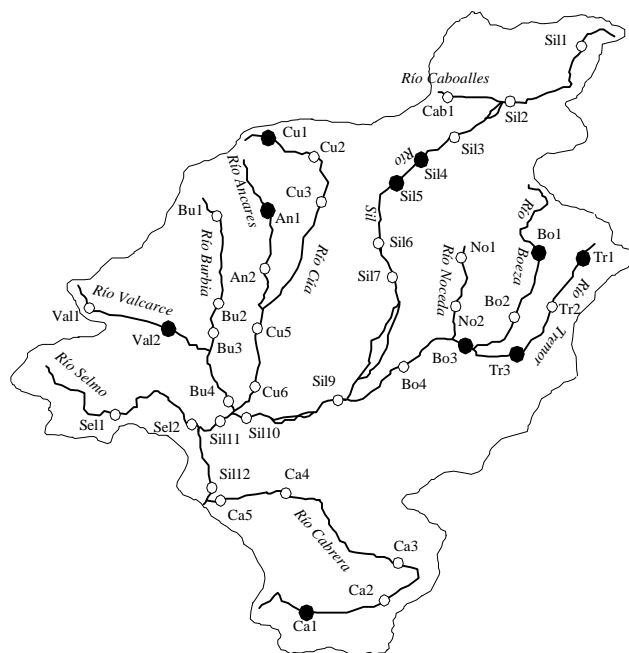 Sil1
Río Caboalles
Cab1
Sil2
Cu1
Cu2
Río
Sil3
Sil4
Río Ancares
Sil5
Cu3
Bu1
An1
Sil
Río
Bo1
Tr1
Río Burbia
Río Cúa
Sil6
Río Noceda
No1
Boeza
Río
An2
Sil7
Río Valcarce
Val1
Bu2
Bo2
Tr2
Val2
Bu3
Cu5
No2
Tremor
Río Selmo
Bo3
Tr3
Bo4
Bu4
Cu6
Sil9
Sel1
Sel2
Sil11
Sil10
Sil12
Ca4
Ca5
Río Cabrera
Ca3
Ca2
Ca1